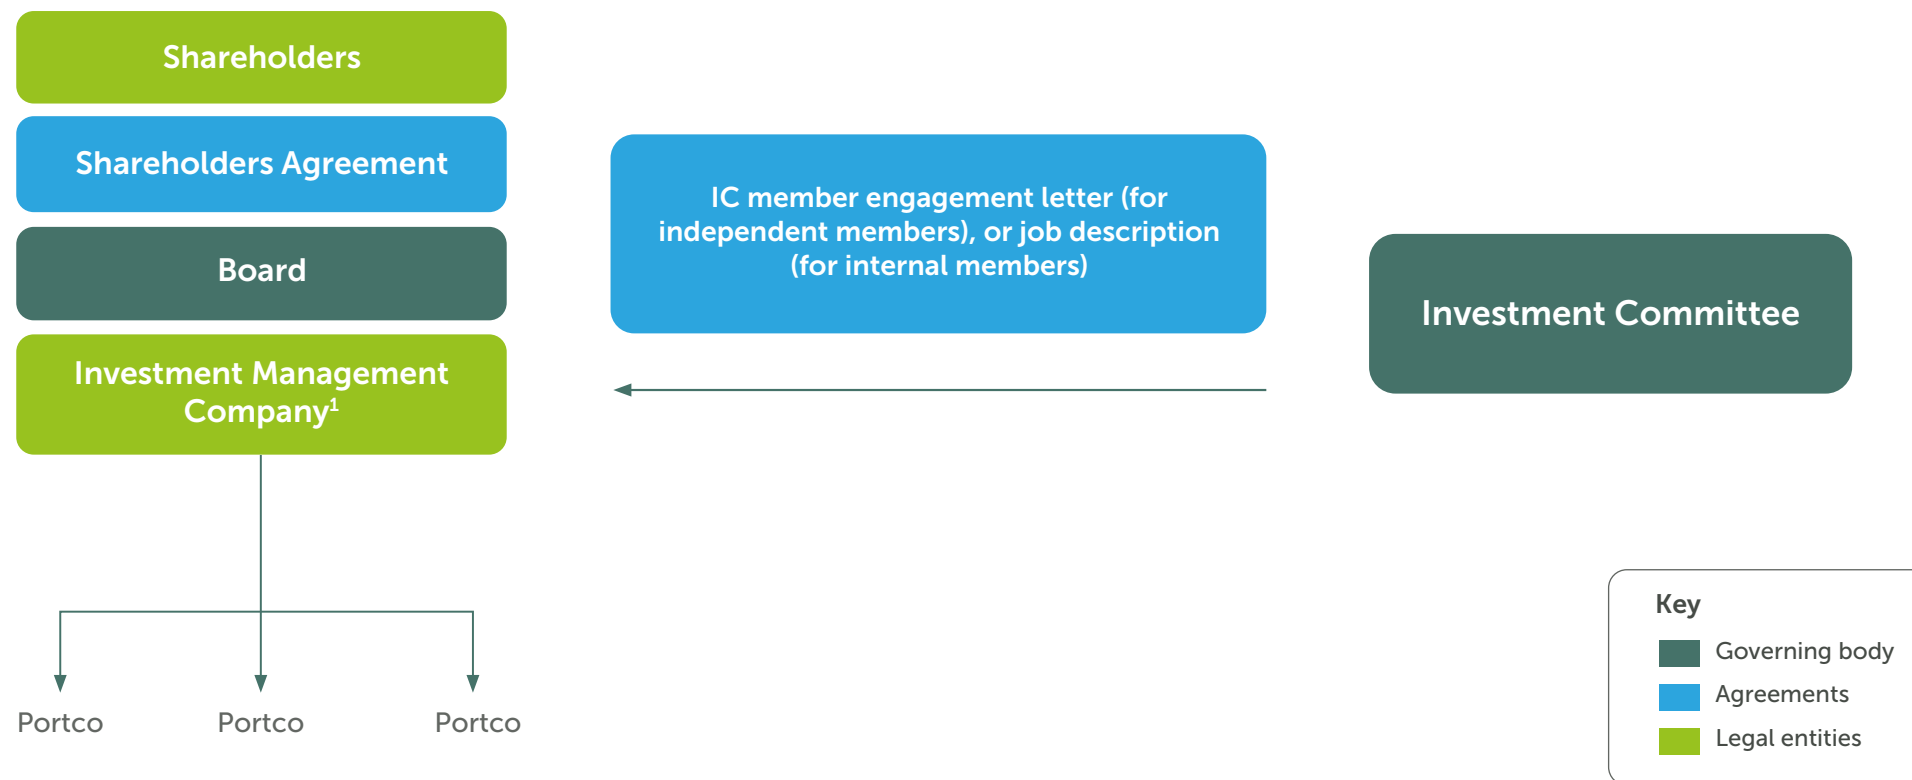 Shareholders
Shareholders Agreement
Board
Investment Management
Company¹
IC member engagement letter (for
independent members), or job description
(for internal members)
Investment Committee
Portco
Portco
Portco
Key
Governing body
Agreements
Legal entities